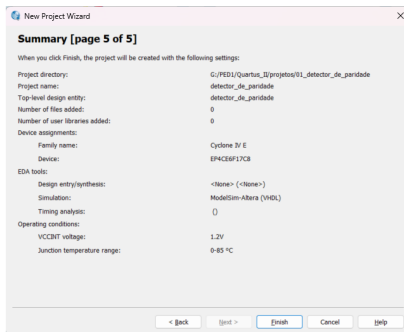 New Project Wizard
Summary [page 5 of 5]
When you click Finish, the project will be created with the following settings:
Project directory: G:/PED1/Quartus_II/projetos/01_detector_de_paridade
Project name: detector_de_paridade
Top-level design entity: detector_de_paridade
Number of files added: 0
Number of user libraries added: 0
Device assignments:
Family name: Cyclone IV E
Device: EP4CE6F17C8
EDA tools:
Design entry/synthesis: <None> (<None>)
Simulation: ModelSim-Altera (VHDL)
Timing analysis: ()
Operating conditions:
VCCINT voltage: 1.2V
Junction temperature range: 0-85 °C
< Back Next > Finish Cancel Help